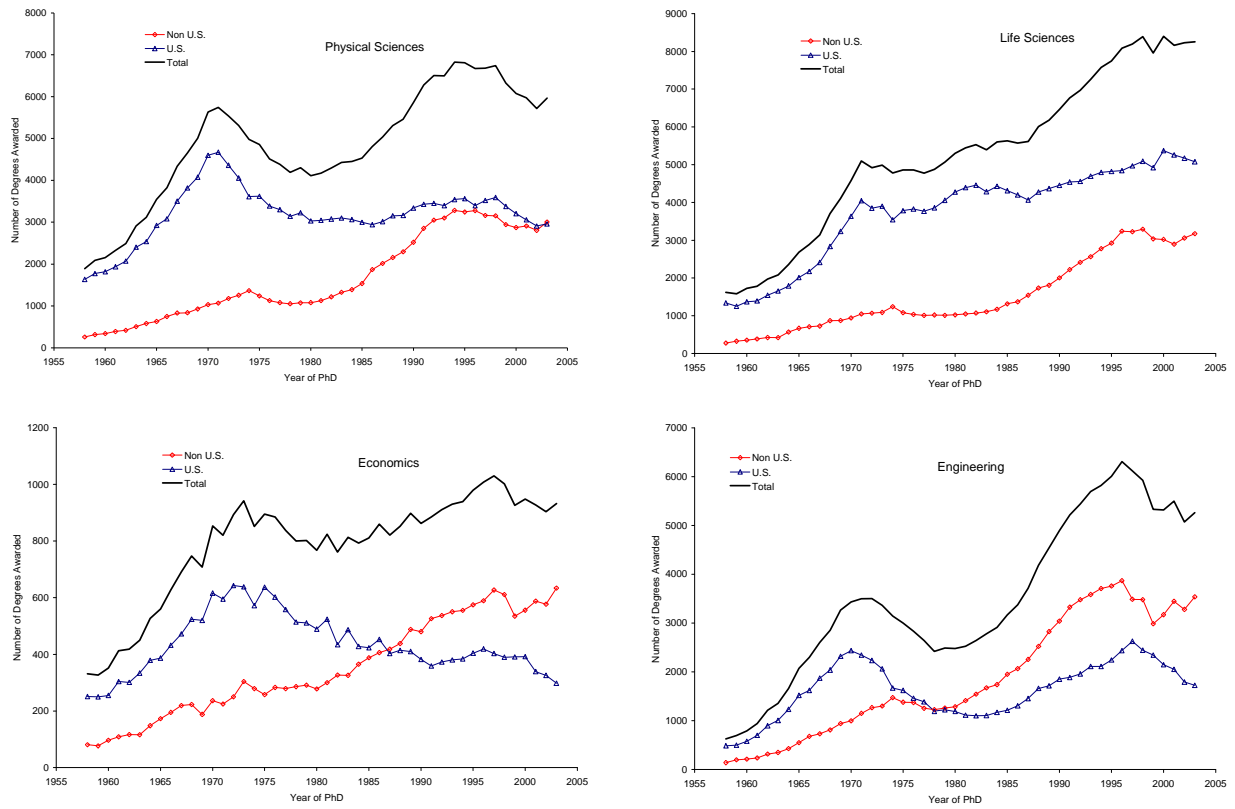 Physical Sciences
Non U.S.
U.S.
Total
Number of Degrees Awarded
8000
7000
6000
5000
4000
3000
2000
1000
0
1955 1960 1965 1970 1975 1980 1985 1990 1995 2000 2005
Year of PhD
Life Sciences
Non U.S.
U.S.
Total
Number of Degrees Awarded
9000
8000
7000
6000
5000
4000
3000
2000
1000
0
1955 1960 1965 1970 1975 1980 1985 1990 1995 2000 2005
Year of PhD
Economics
Non U.S.
U.S.
Total
Number of Degrees Awarded
1200
1000
800
600
400
200
0
1955 1960 1965 1970 1975 1980 1985 1990 1995 2000 2005
Year of PhD
Engineering
Non U.S.
U.S.
Total
Number of Degrees Awarded
7000
6000
5000
4000
3000
2000
1000
0
1955 1960 1965 1970 1975 1980 1985 1990 1995 2000 2005
Year of PhD